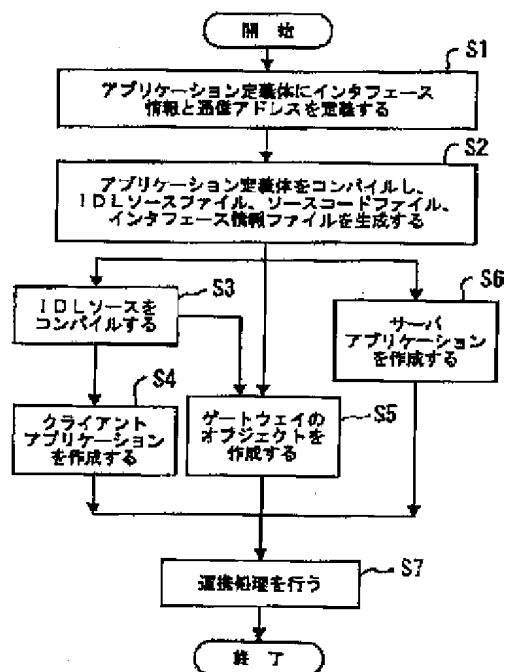 開始
S1
アプリケーション定義体にインタフェース
情報と通信アドレスを定義する
S2
アプリケーション定義体をコンパイルし、
IDLソースファイル、ソースコードファイル、
インタフェース情報ファイルを生成する
S3
IDLソースを
コンパイルする
S6
サーバ
アプリケーション
を作成する
S4
クライアント
アプリケーション
を作成する
S5
ゲートウェイの
オブジェクトを
作成する
S7
連携処理を行う
終了